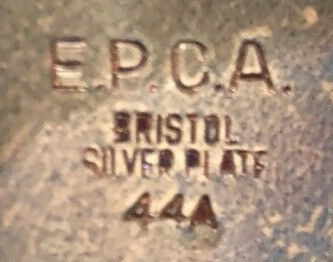 E.P.C.A.
BRISTOL
SILVER PLATE
44A